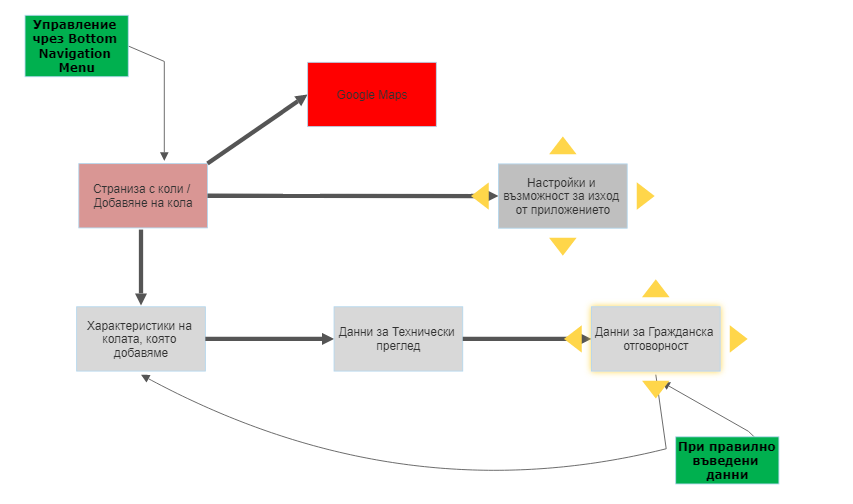 Управление
чрез Bottom
Navigation
Menu
Google Maps
Страниза с коли /
Добавяне на кола
Настройки и
възможност за изход
от приложението
Характеристики на
колата, която
добавяме
Данни за Технически
преглед
Данни за Гражданска
отговорност
При правилно
въведени
данни